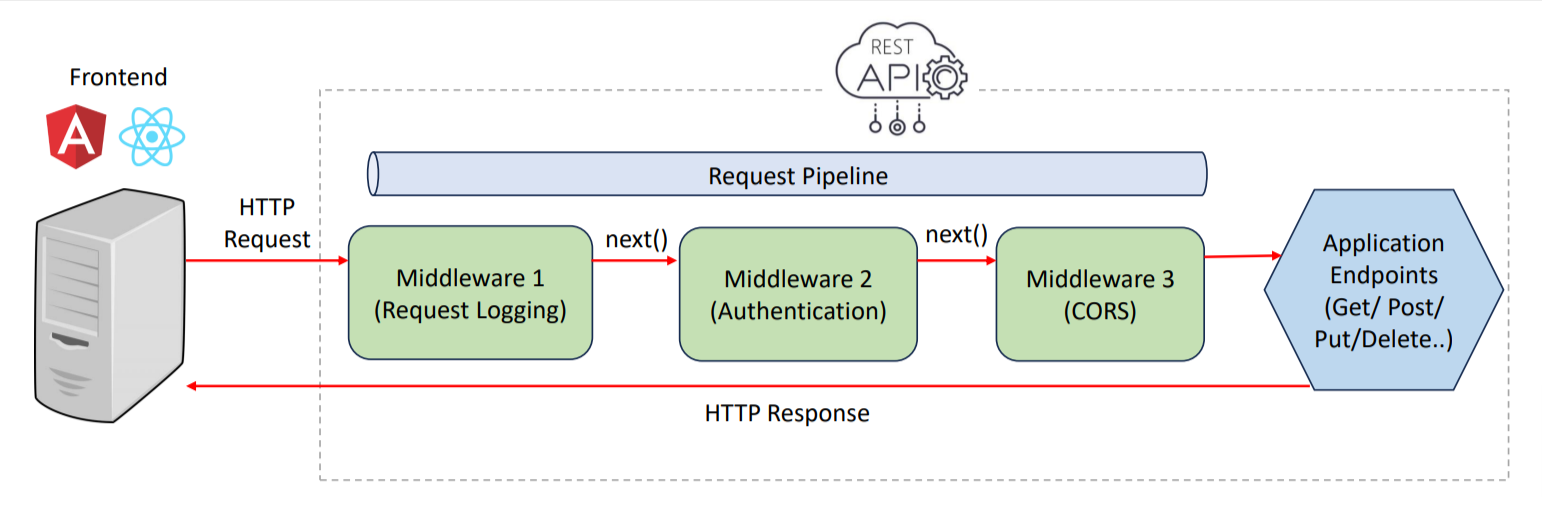 REST
API
Frontend
A
Request Pipeline
HTTP
Request
next()
next()
Middleware 1
(Request Logging)
Middleware 2
(Authentication)
Middleware 3
(CORS)
Application
Endpoints
(Get/ Post/
Put/Delete..)
HTTP Response